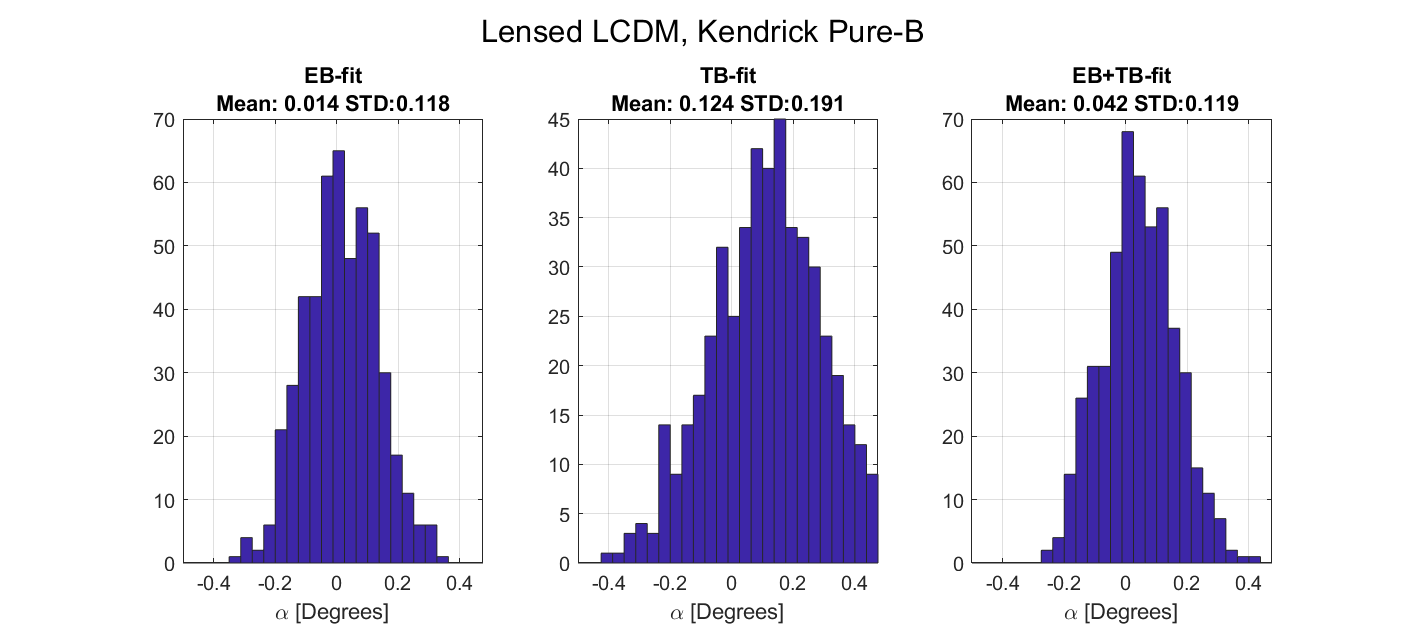 Lensed LCDM, Kendrick Pure-B
EB-fit
Mean: 0.014 STD:0.118
70
60
50
40
30
20
10
0
-0.4 -0.2 0 0.2 0.4
α [Degrees]
TB-fit
Mean: 0.124 STD:0.191
45
40
35
30
25
20
15
10
5
0
-0.4 -0.2 0 0.2 0.4
α [Degrees]
EB+TB-fit
Mean: 0.042 STD:0.119
70
60
50
40
30
20
10
0
-0.4 -0.2 0 0.2 0.4
α [Degrees]